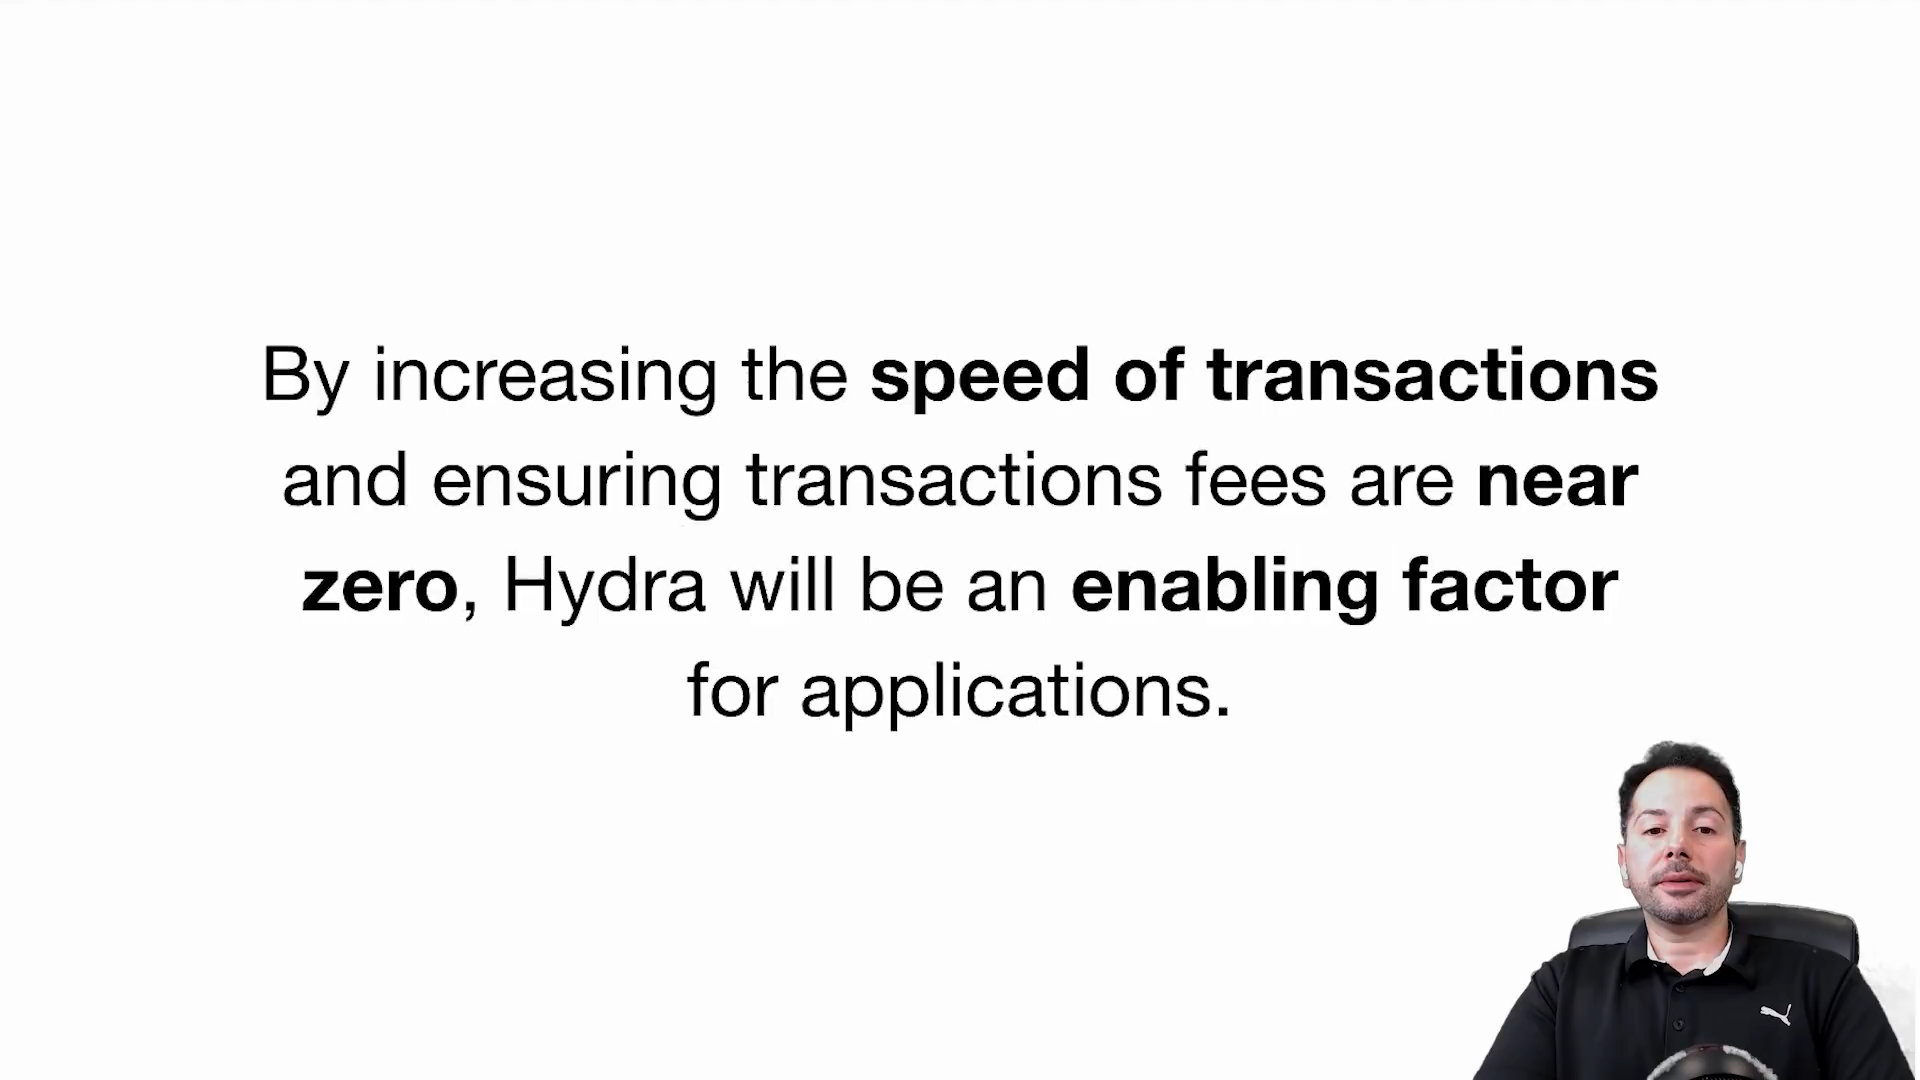 By increasing the speed of transactions
and ensuring transactions fees are near
zero, Hydra will be an enabling factor
for applications.